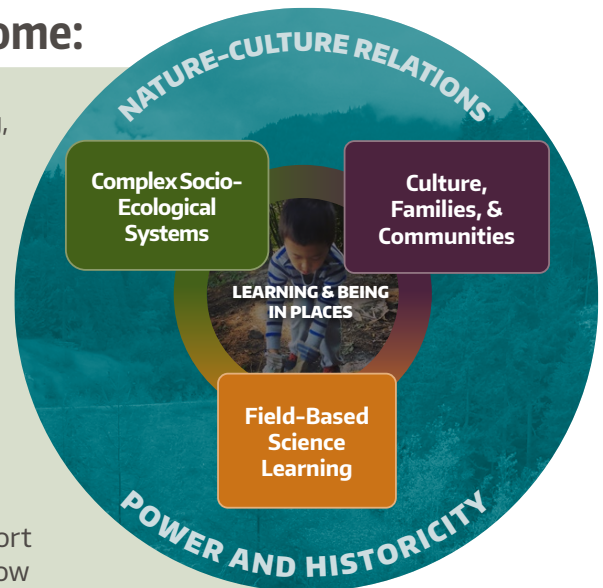 ome:
NATURE-CULTURE RELATIONS
Complex Socio-
Ecological
Systems
Culture,
Families, &
Communities
LEARNING & BEING
IN PLACES
Field-Based
Science
Learning
ort
ow
POWER AND HISTORICITY